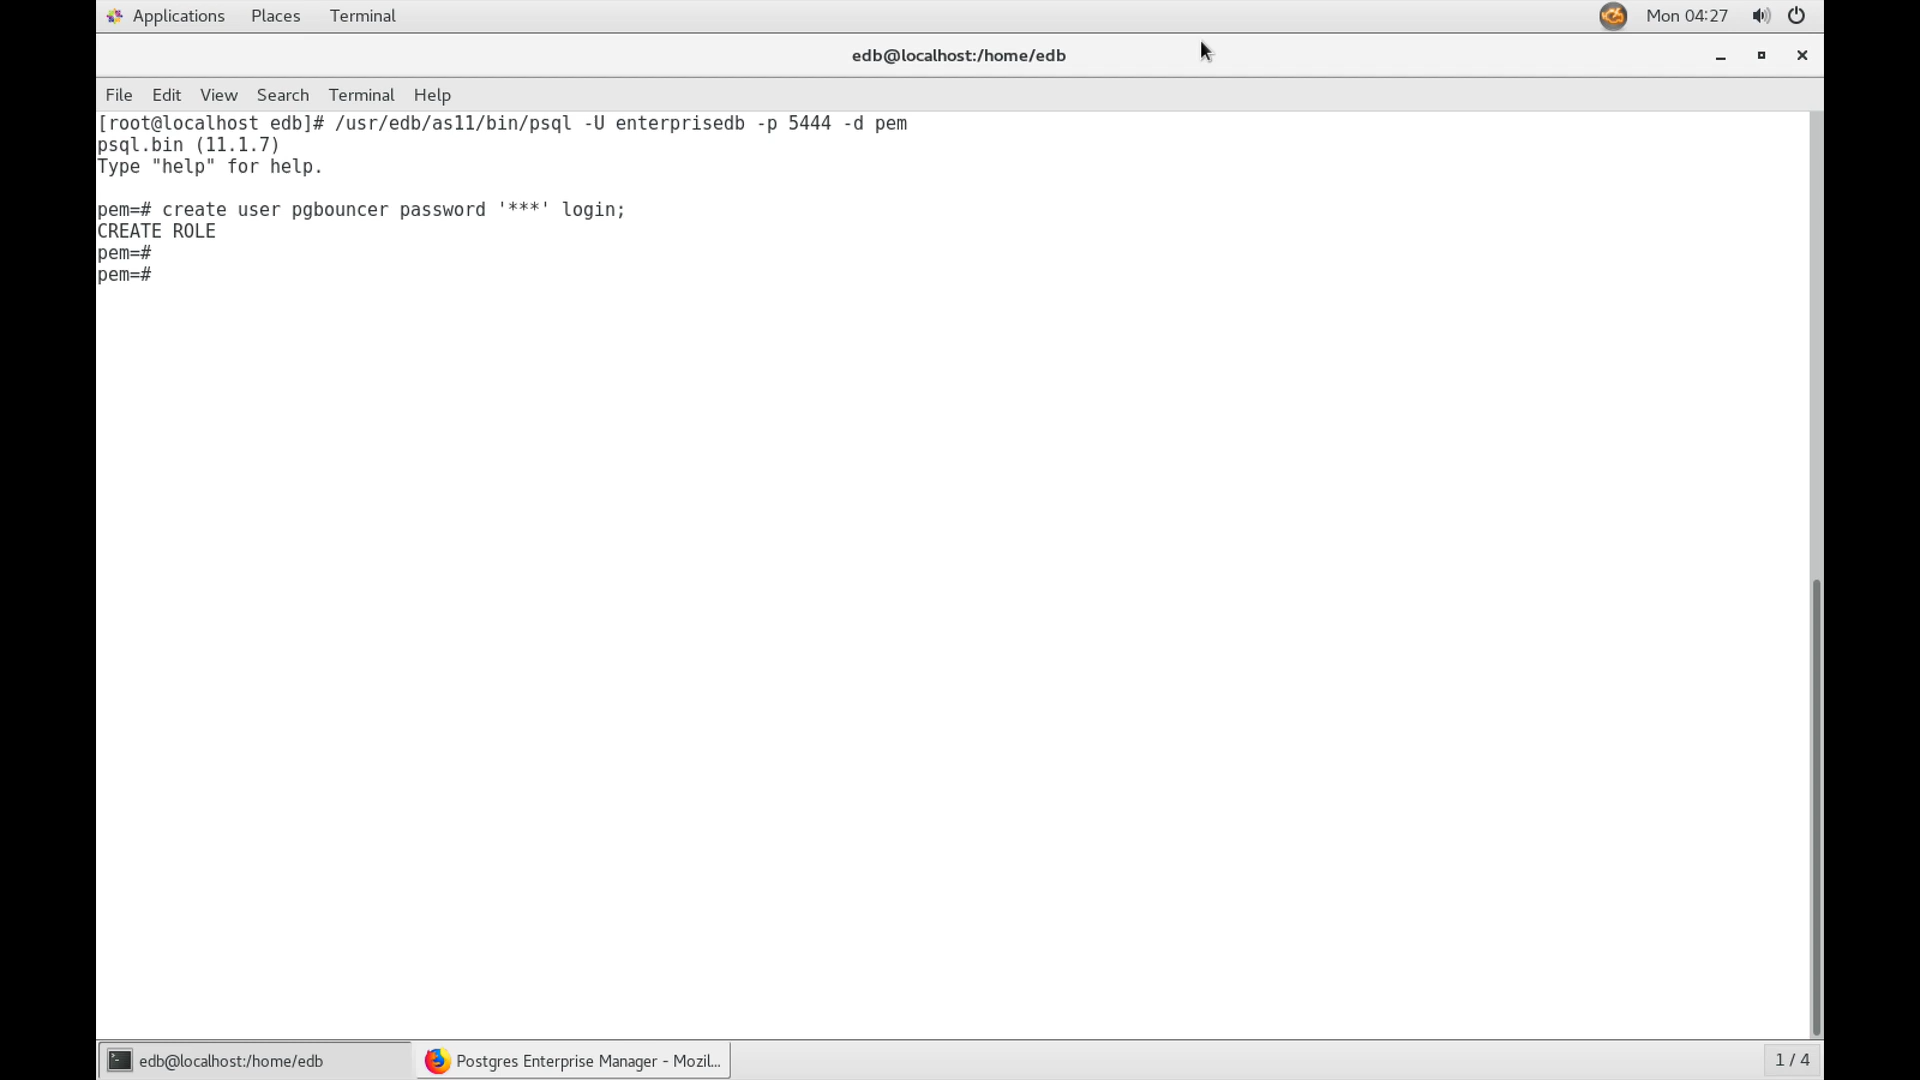 Applications Places Terminal Mon 04:27
edb@localhost:/home/edb
File Edit View Search Terminal Help
[root@localhost edb]# /usr/edb/as11/bin/psql -U enterprisedb -p 5444 -d pem
psql.bin (11.1.7)
Type "help" for help.
pem=# create user pgbouncer password '***' login;
CREATE ROLE
pem=#
pem=#
edb@localhost:/home/edb Postgres Enterprise Manager - Mozil... 1 / 4